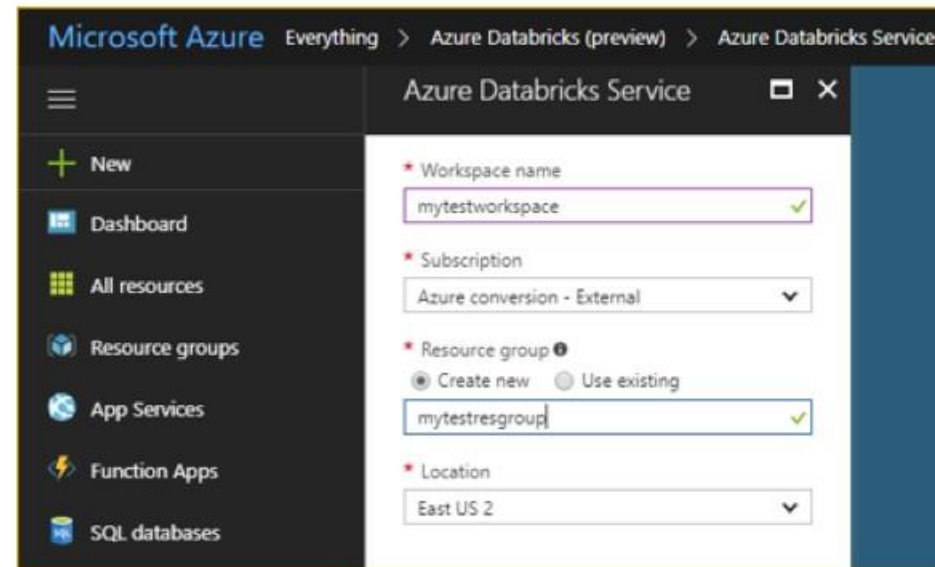 Microsoft Azure Everything > Azure Databricks (preview) > Azure Databricks Service
Azure Databricks Service
New
Dashboard
All resources
Resource groups
App Services
Function Apps
SQL databases
* Workspace name
mytestworkspace
* Subscription
Azure conversion - External
* Resource group
Create new Use existing
mytestresgroup
* Location
East US 2